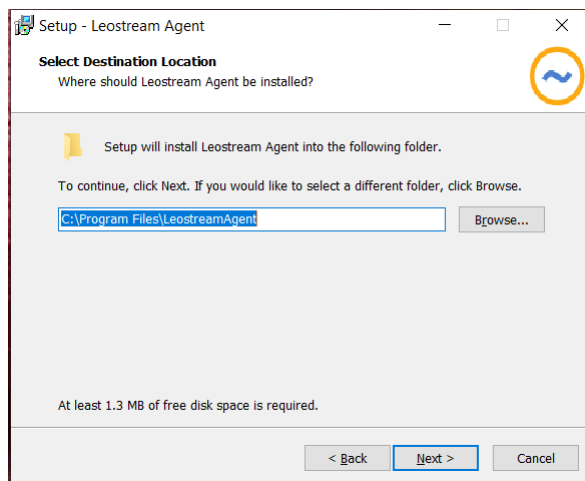 Setup - Leostream Agent
Select Destination Location
Where should Leostream Agent be installed?
Setup will install Leostream Agent into the following folder.
To continue, click Next. If you would like to select a different folder, click Browse.
C:\Program Files\LeostreamAgent
Browse...
At least 1.3 MB of free disk space is required.
< Back
Next >
Cancel